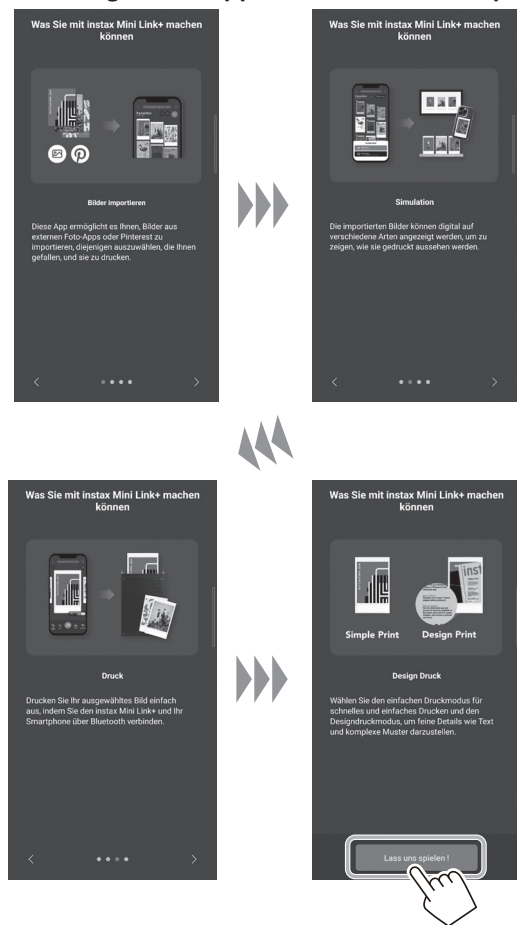 Was Sie mit instax Mini Link+ machen
können
Bilder importieren
Diese App ermöglicht es Ihnen, Bilder aus
externen Foto-Apps oder Pinterest zu
importieren, diejenigen auszuwählen, die Ihnen
gefallen, und sie zu drucken.
Was Sie mit instax Mini Link+ machen
können
Simulation
Die importierten Bilder können digital auf
verschiedene Arten angezeigt werden, um zu
zeigen, wie sie gedruckt aussehen werden.
Was Sie mit instax Mini Link+ machen
können
Druck
Drucken Sie Ihr ausgewähltes Bild einfach
aus, indem Sie den instax Mini Link+ und Ihr
Smartphone über Bluetooth verbinden.
Was Sie mit instax Mini Link+ machen
können
inst
Simple Print Design Print
Design Druck
Wählen Sie den einfachen Druckmodus für
schnelles und einfaches Drucken und den
Designdruckmodus, um feine Details wie Text
und komplexe Muster darzustellen.
Lass uns spielen !